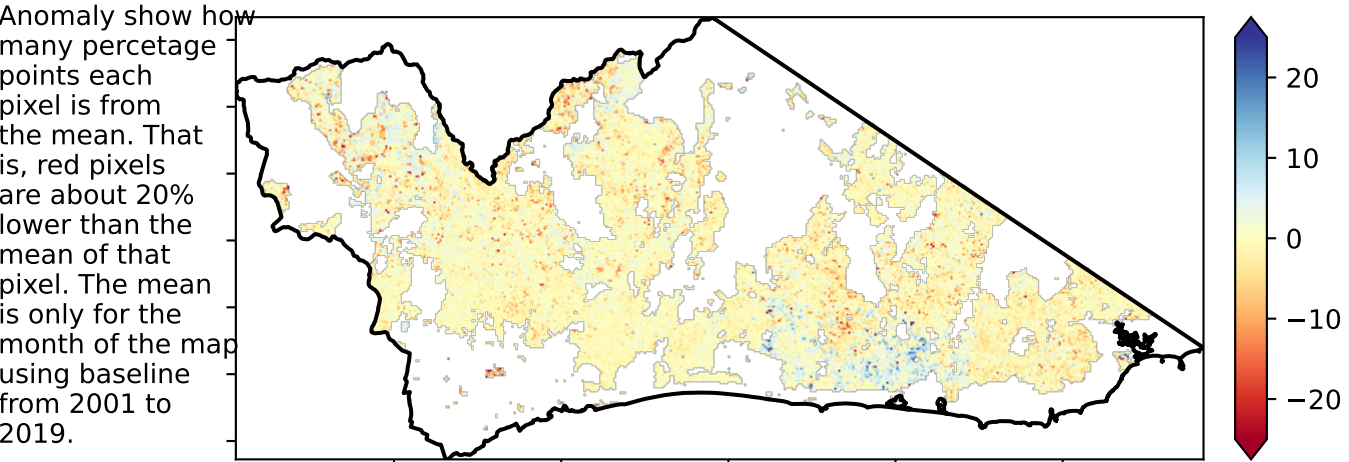 Anomaly show how
many percetage
points each
pixel is from
the mean. That
is, red pixels
are about 20%
lower than the
mean of that
pixel. The mean
is only for the
month of the map
using baseline
from 2001 to
2019.
20
10
0
−10
−20